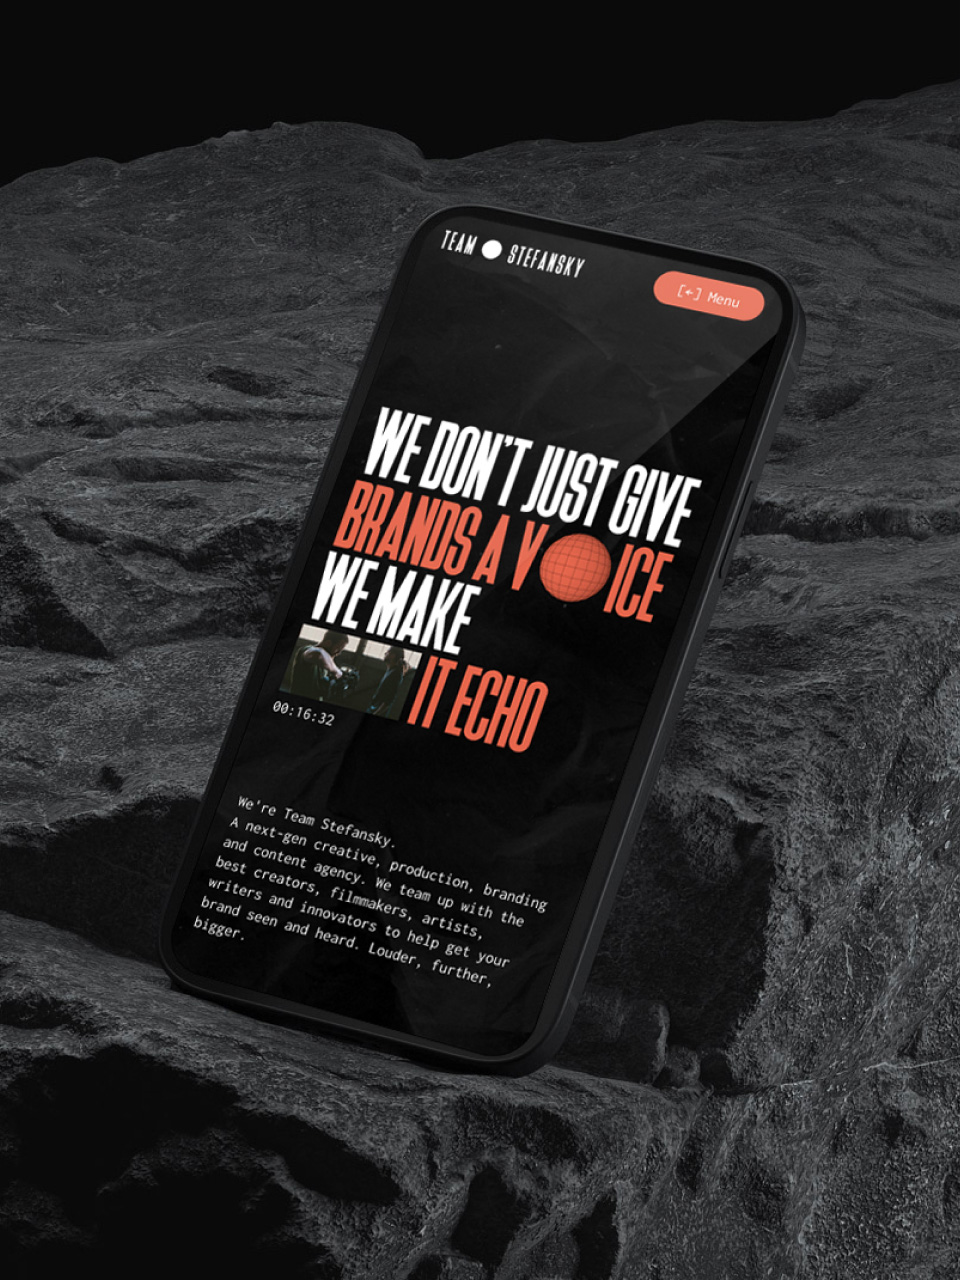 TEAM STEFANSKY
[←] Menu
WE DON'T JUST GIVE
BRANDS A V ICE
WE MAKE
IT ECHO
00:16:32
We're Team Stefansky.
A next-gen creative, production, branding
and content agency. We team up with the
best creators, filmmakers, artists,
writers and innovators to help get your
brand seen and heard. Louder, further,
bigger.